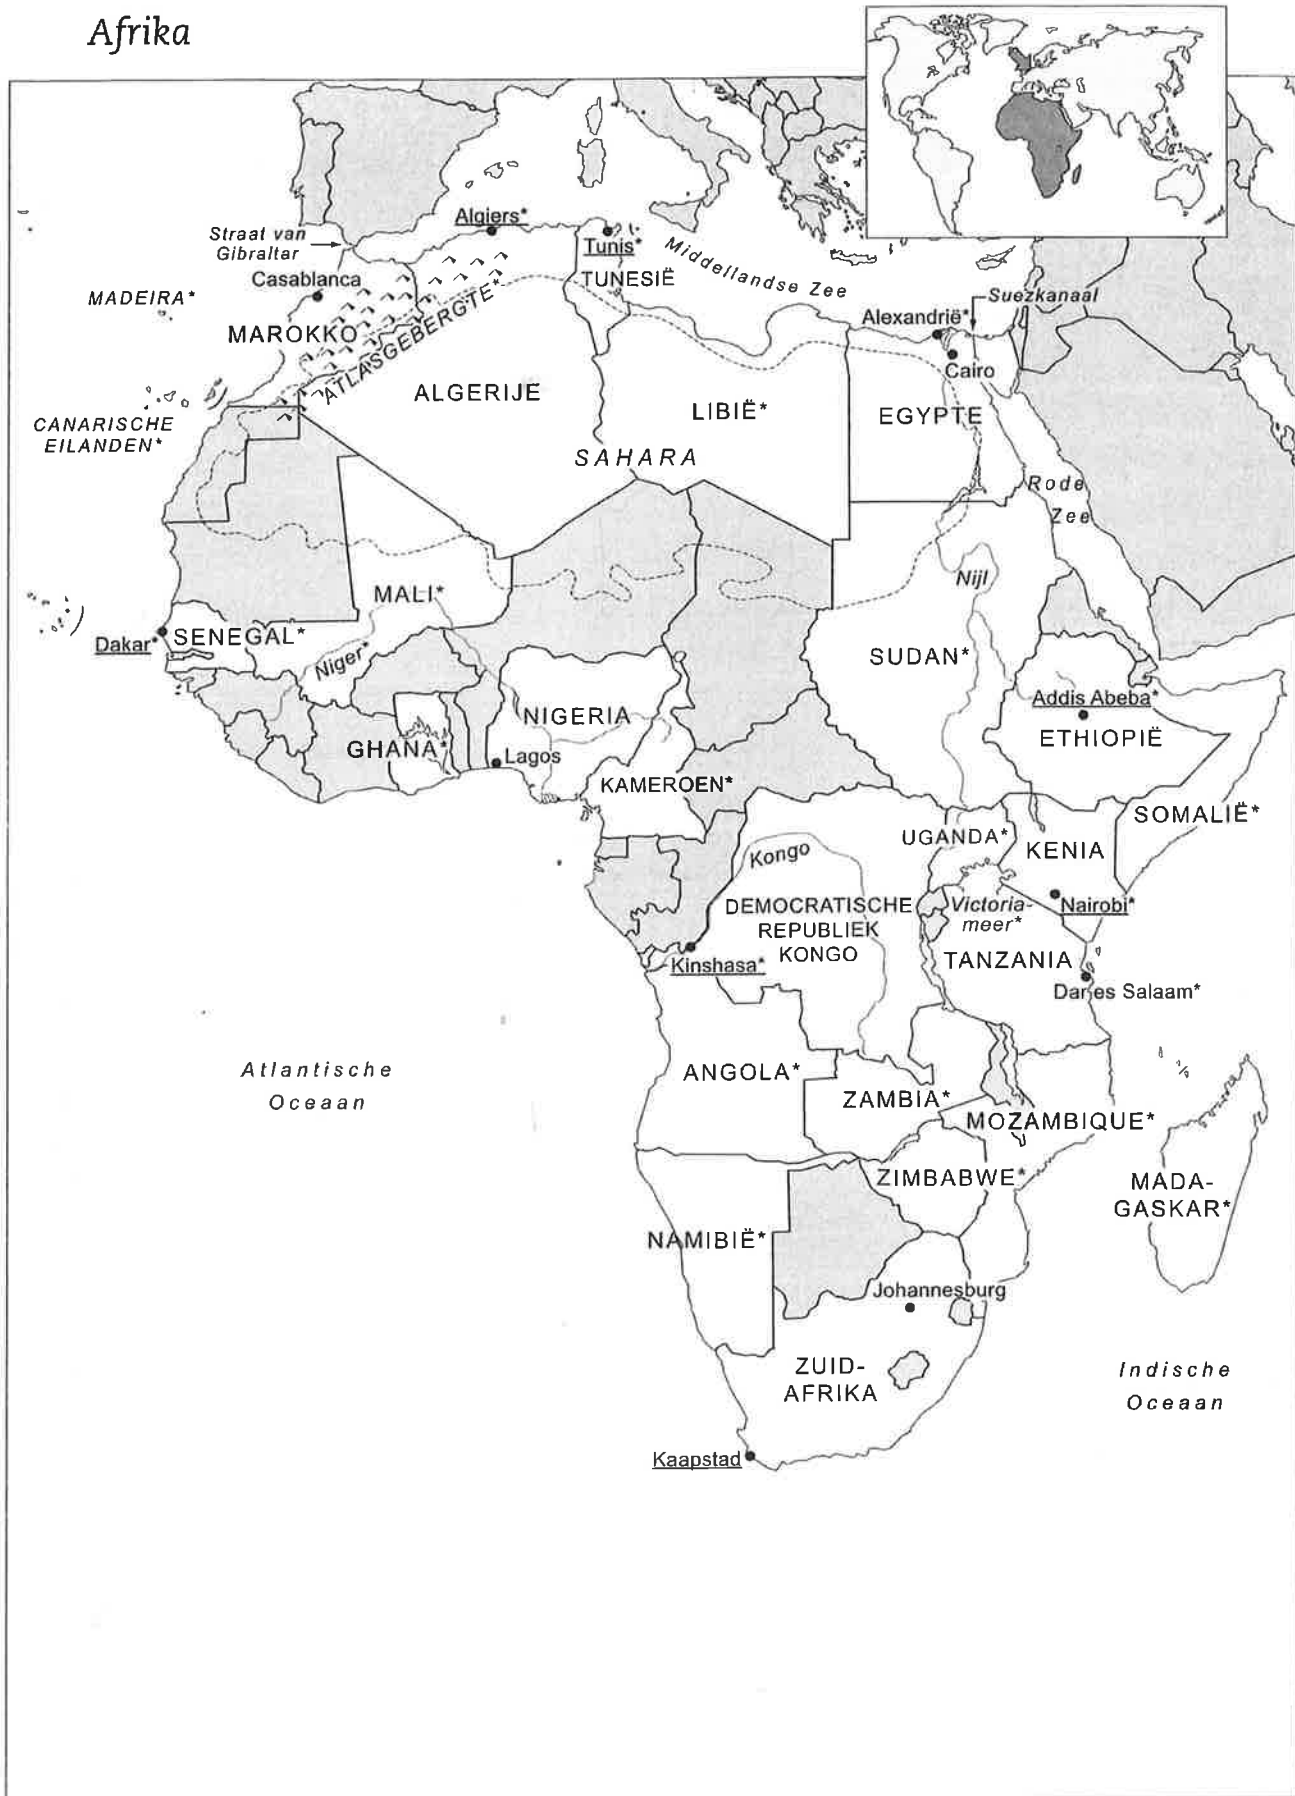 Afrika
Straat van
Gibraltar
Algiers*
Tunis*
Middellandse Zee
Casablanca
TUNESIË
MADEIRA*
Suezkanaal
Alexandrië*
MAROKKO
ATLASGEBERGTE*
Cairo
ALGERIJE
LIBIË*
EGYPTE
CANARISCHE
EILANDEN*
SAHARA
Rode
Zee
Nijl
MALI*
Dakar*
SENEGAL*
Niger*
SUDAN*
Addis Abeba*
NIGERIA
ETHIOPIË
GHANA*
Lagos
KAMEROEN*
SOMALIË*
UGANDA*
KENIA
Kongo
DEMOCRATISCHE
REPUBLIEK
KONGO
Victoria-
meer*
Nairobi*
Kinshasa*
TANZANIA
Dar es Salaam*
Atlantische
Oceaan
ANGOLA*
ZAMBIA*
MOZAMBIQUE*
ZIMBABWE*
MADA-
GASKAR*
NAMIBIË*
Johannesburg
ZUID-
AFRIKA
Indische
Oceaan
Kaapstad